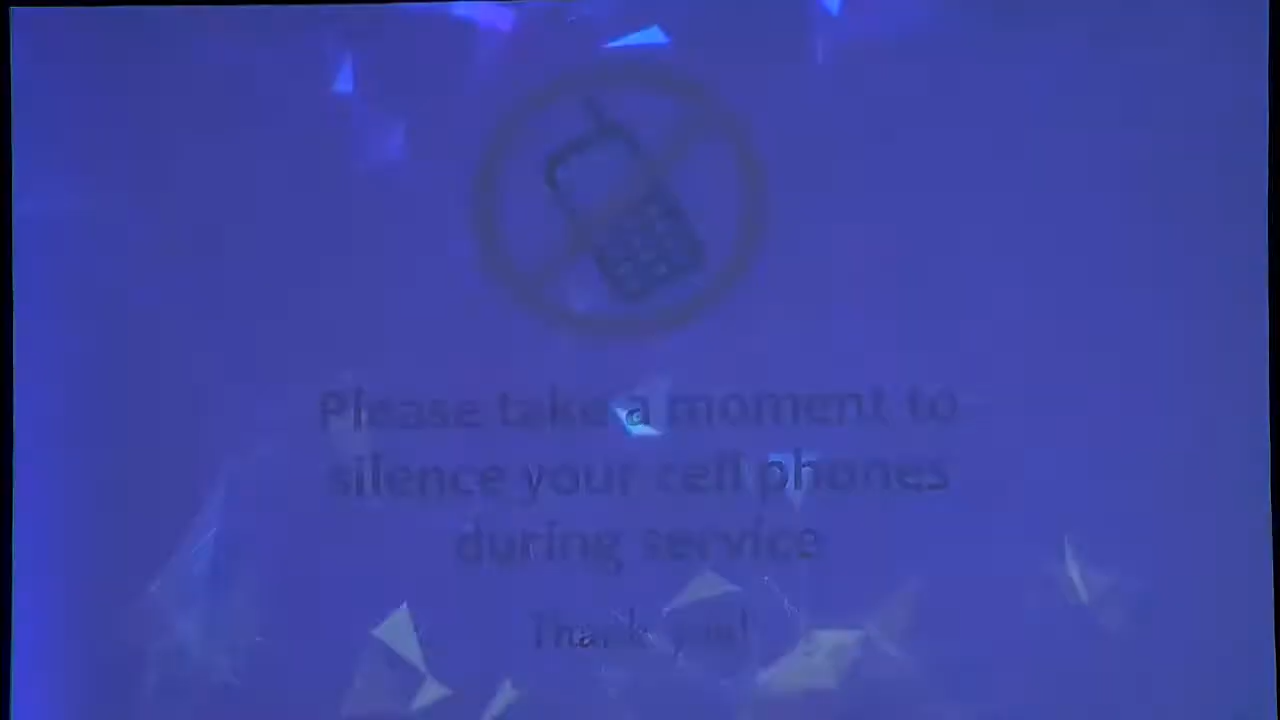 Please take a moment to
silence your cell phones
during service
Thank you!